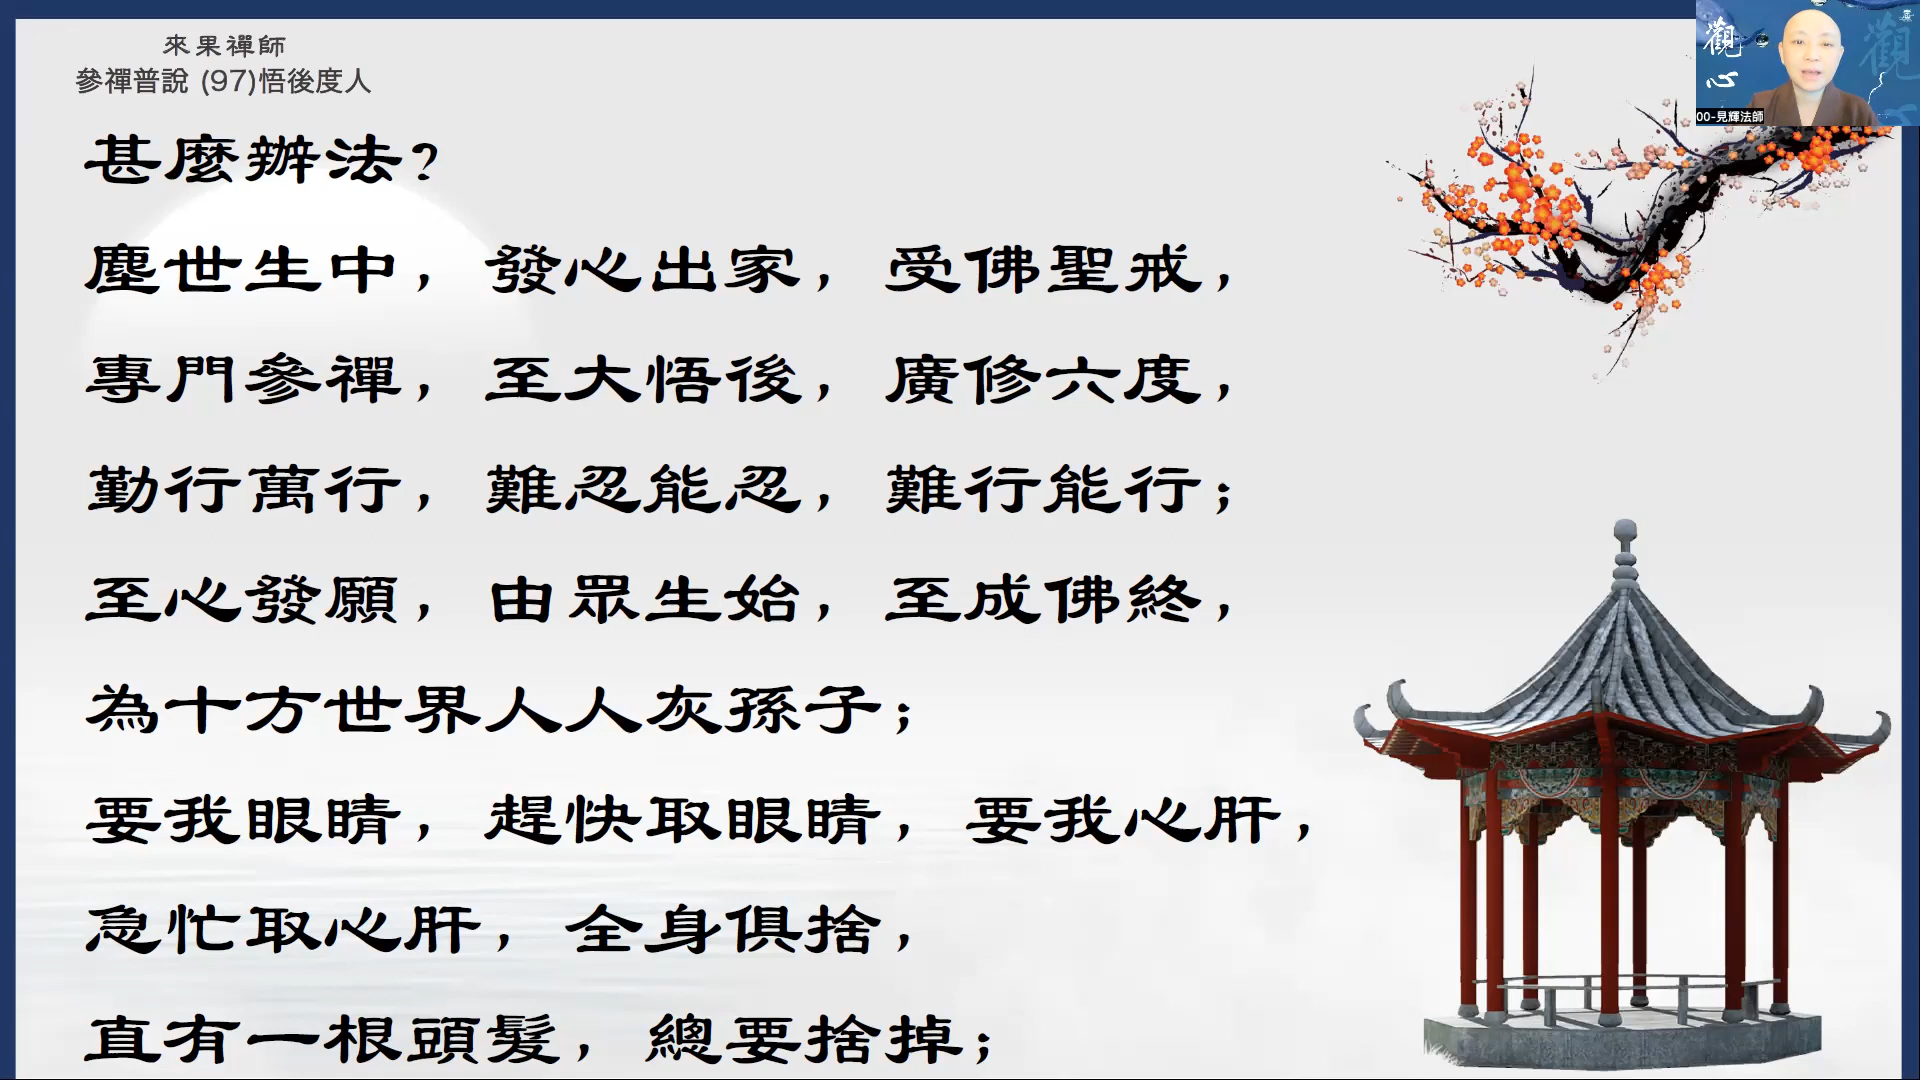 來果禪師
參禪普說 (97)悟後度人
甚麼辦法?
塵世生中，發心出家，受佛聖戒，
專門參禪，至大悟後，廣修六度，
勤行萬行，難忍能忍，難行能行；
至心發願，由眾生始，至成佛終，
為十方世界人人灰孫子；
要我眼睛，趕快取眼睛，要我心肝，
急忙取心肝，全身俱捨，
直有一根頭髮，總要捨掉；
觀心
00-見輝法師